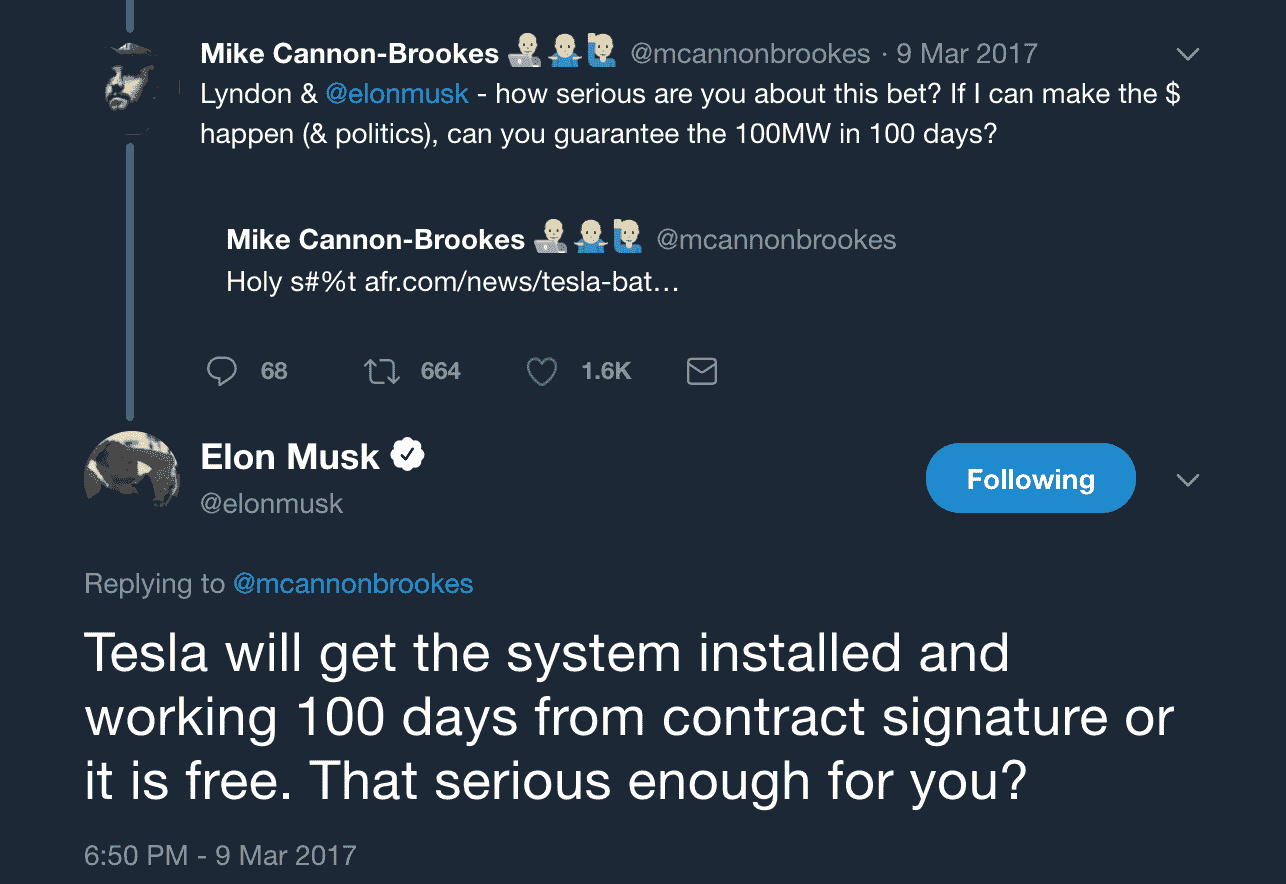 Mike Cannon-Brookes 👨🏼‍💻🤷🏼‍♂️🙋🏼‍♂️ @mcannonbrookes · 9 Mar 2017
Lyndon & @elonmusk - how serious are you about this bet? If I can make the $
happen (& politics), can you guarantee the 100MW in 100 days?
Mike Cannon-Brookes 👨🏼‍💻🤷🏼‍♂️🙋🏼‍♂️ @mcannonbrookes
Holy s#%t afr.com/news/tesla-bat…
68 664 1.6K
Elon Musk
@elonmusk
Following
Replying to @mcannonbrookes
Tesla will get the system installed and
working 100 days from contract signature or
it is free. That serious enough for you?
6:50 PM - 9 Mar 2017